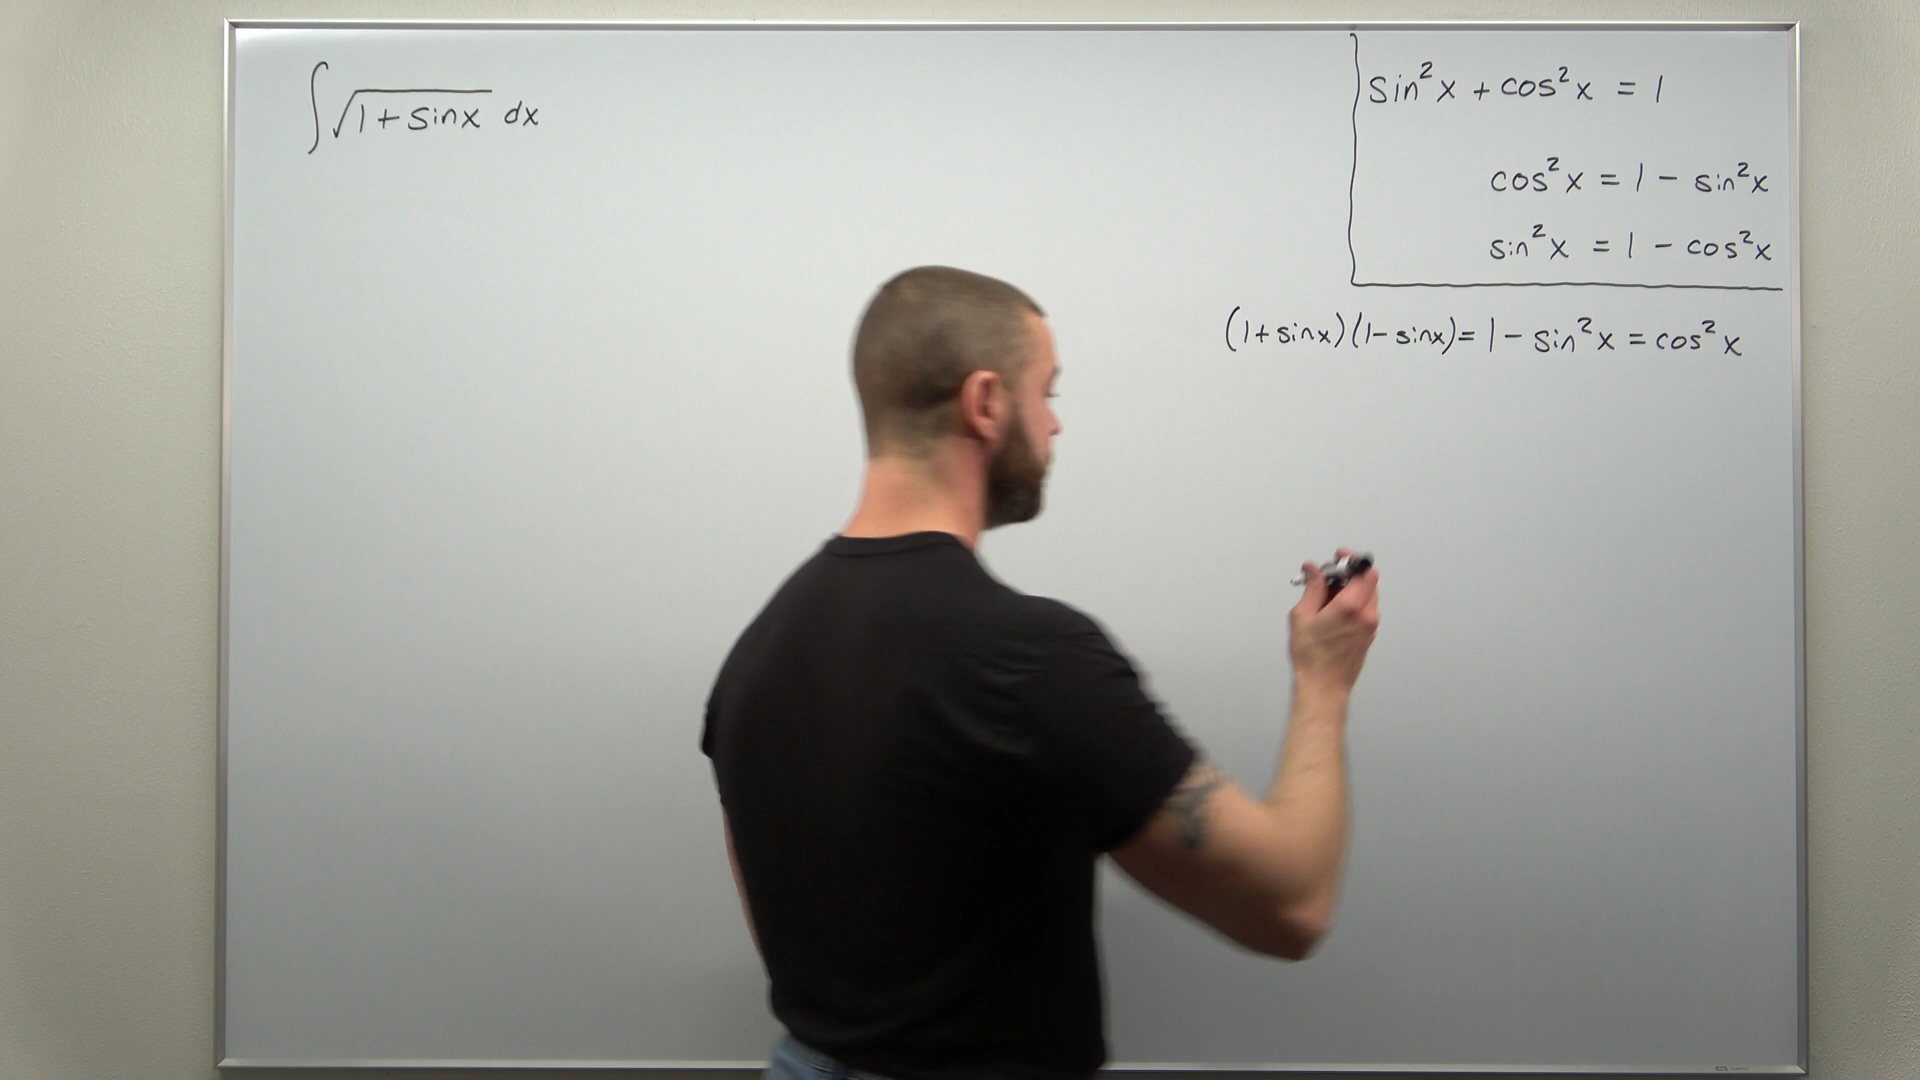 ∫√(1+sinx) dx
sin²x + cos²x = 1
cos²x = 1 − sin²x
sin²x = 1 − cos²x
(1+sinx)(1−sinx)= 1 − sin²x = cos²x